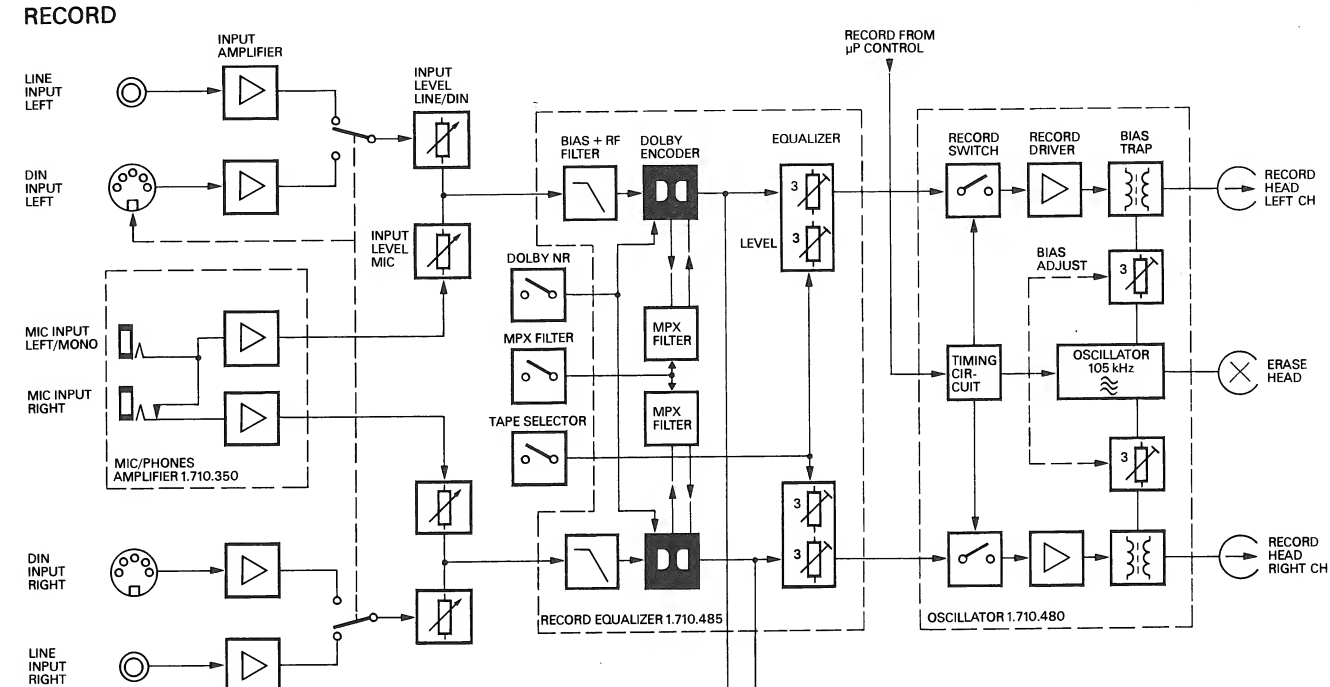 RECORD
INPUT
AMPLIFIER
LINE
INPUT
LEFT
DIN
INPUT
LEFT
INPUT
LEVEL
LINE/DIN
INPUT
LEVEL
MIC
MIC INPUT
LEFT/MONO
MIC INPUT
RIGHT
MIC/PHONES
AMPLIFIER 1.710.350
DIN
INPUT
RIGHT
LINE
INPUT
RIGHT
BIAS + RF
FILTER
DOLBY
ENCODER
EQUALIZER
3
LEVEL
3
DOLBY NR
MPX FILTER
TAPE SELECTOR
MPX
FILTER
MPX
FILTER
3
3
RECORD EQUALIZER 1.710.485
RECORD FROM
µP CONTROL
RECORD
SWITCH
RECORD
DRIVER
BIAS
TRAP
RECORD
HEAD
LEFT CH
BIAS
ADJUST
3
TIMING
CIR-
CUIT
OSCILLATOR
105 kHz
ERASE
HEAD
3
RECORD
HEAD
RIGHT CH
OSCILLATOR 1.710.480